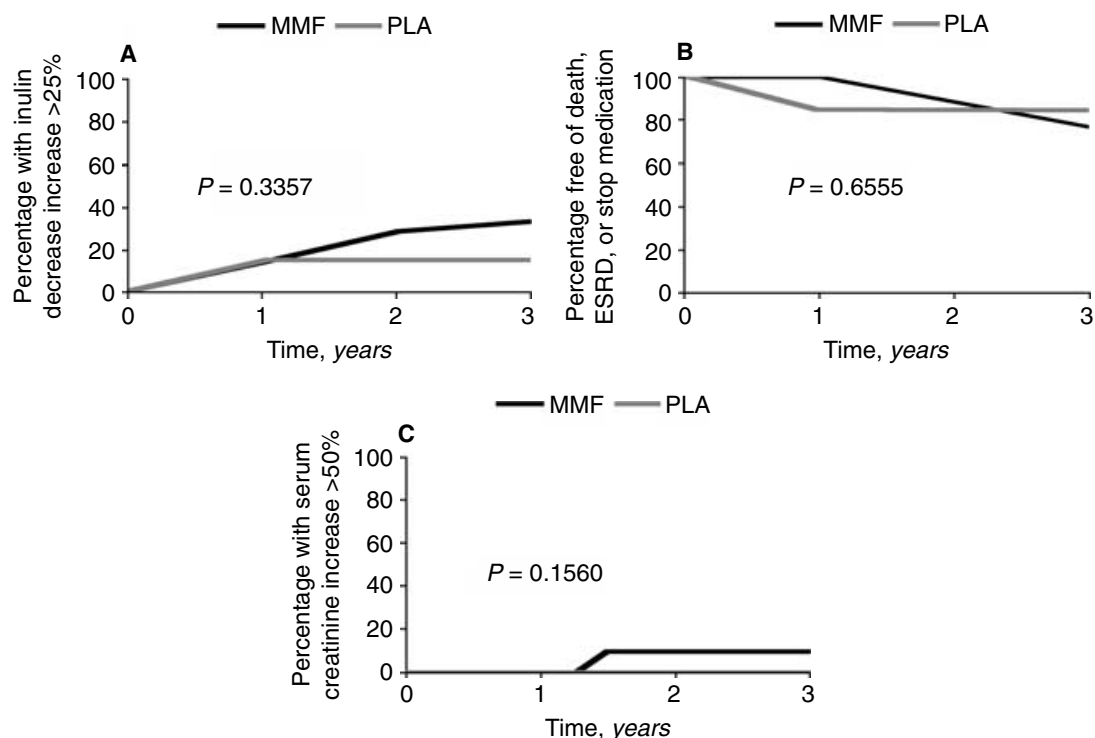 MMF PLA
A
Percentage with inulin
decrease increase >25%
100
80
60
40
20
0
P = 0.3357
0 1 2 3
Time, years
MMF PLA
B
Percentage free of death,
ESRD, or stop medication
100
80
60
40
20
0
P = 0.6555
0 1 2 3
Time, years
MMF PLA
C
Percentage with serum
creatinine increase >50%
100
80
60
40
20
0
P = 0.1560
0 1 2 3
Time, years